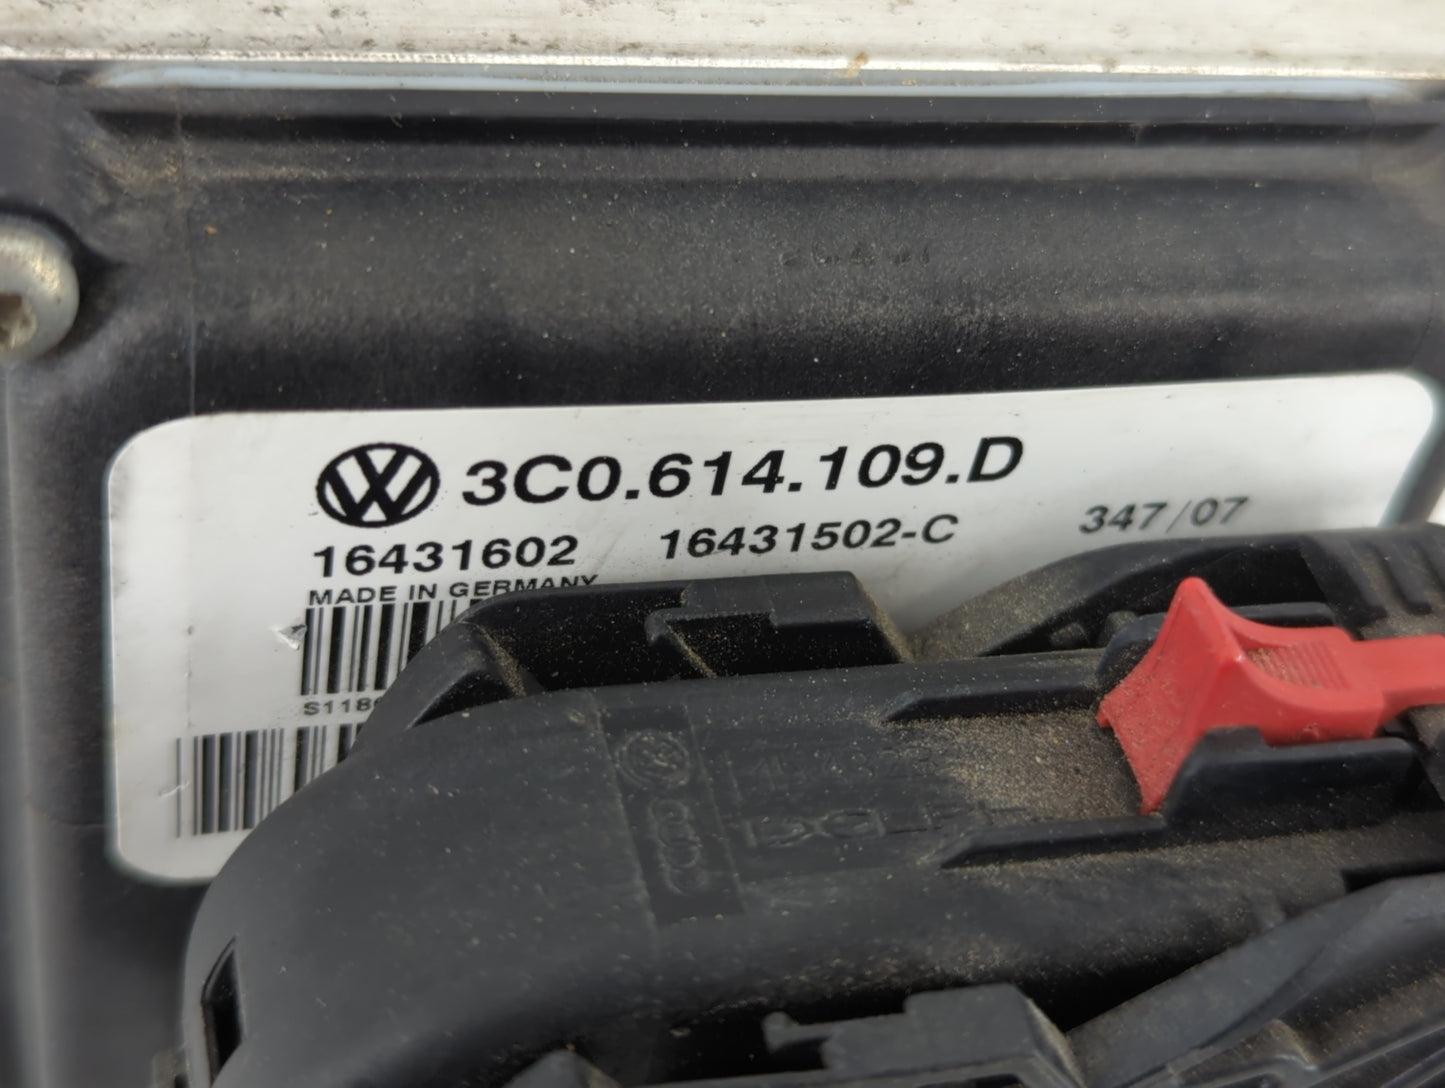 3C0.614.109.D
16431602 16431502-C 347/07
MADE IN GERMANY